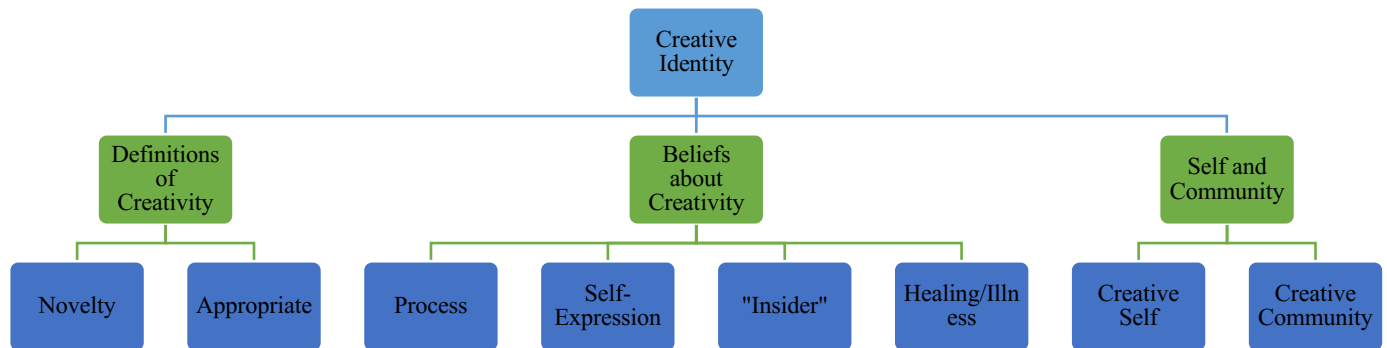 Creative
Identity
Definitions
of
Creativity
Beliefs
about
Creativity
Self and
Community
Novelty
Appropriate
Process
Self-
Expression
"Insider"
Healing/Illn
ess
Creative
Self
Creative
Community